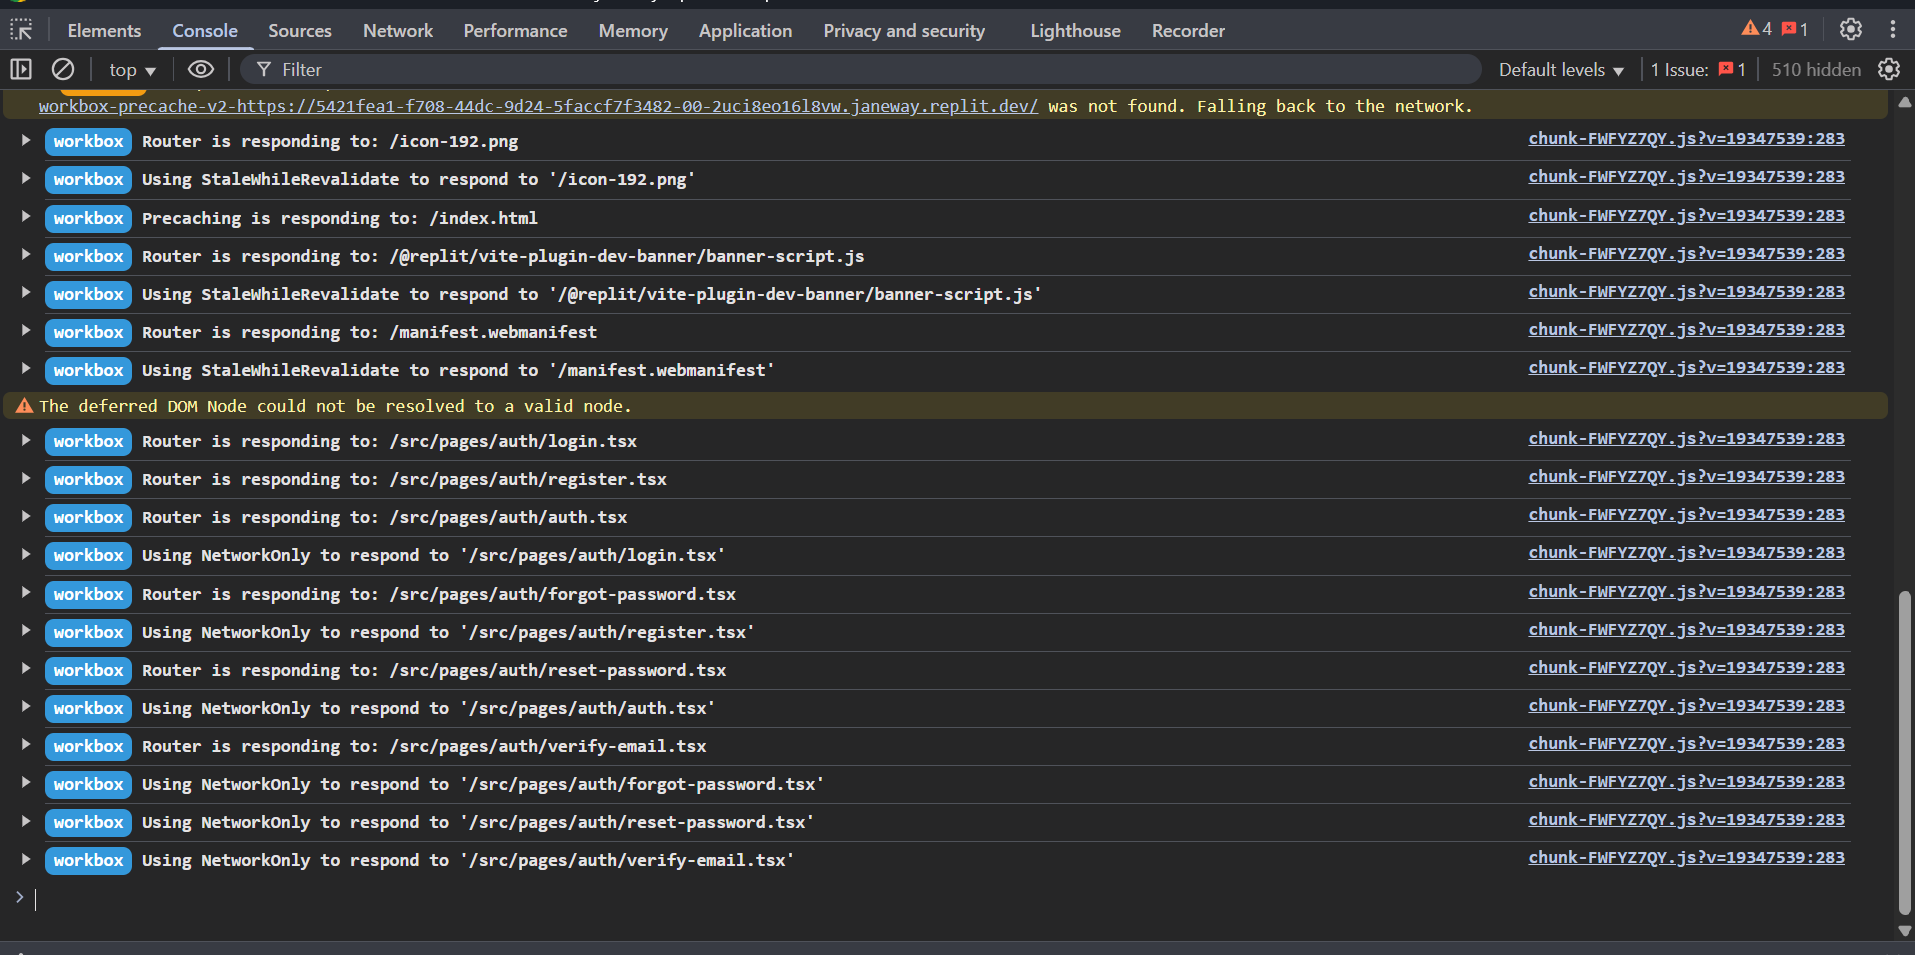 Elements Console Sources Network Performance Memory Application Privacy and security Lighthouse Recorder 4 1
top Filter Default levels 1 Issue: 1 510 hidden
workbox-precache-v2-https://5421fea1-f708-44dc-9d24-5faccf7f3482-00-2uci8eo16l8vw.janeway.replit.dev/ was not found. Falling back to the network.
workbox Router is responding to: /icon-192.png chunk-FWFYZ7QY.js?v=19347539:283
workbox Using StaleWhileRevalidate to respond to '/icon-192.png' chunk-FWFYZ7QY.js?v=19347539:283
workbox Precaching is responding to: /index.html chunk-FWFYZ7QY.js?v=19347539:283
workbox Router is responding to: /@replit/vite-plugin-dev-banner/banner-script.js chunk-FWFYZ7QY.js?v=19347539:283
workbox Using StaleWhileRevalidate to respond to '/@replit/vite-plugin-dev-banner/banner-script.js' chunk-FWFYZ7QY.js?v=19347539:283
workbox Router is responding to: /manifest.webmanifest chunk-FWFYZ7QY.js?v=19347539:283
workbox Using StaleWhileRevalidate to respond to '/manifest.webmanifest' chunk-FWFYZ7QY.js?v=19347539:283
The deferred DOM Node could not be resolved to a valid node.
workbox Router is responding to: /src/pages/auth/login.tsx chunk-FWFYZ7QY.js?v=19347539:283
workbox Router is responding to: /src/pages/auth/register.tsx chunk-FWFYZ7QY.js?v=19347539:283
workbox Router is responding to: /src/pages/auth/auth.tsx chunk-FWFYZ7QY.js?v=19347539:283
workbox Using NetworkOnly to respond to '/src/pages/auth/login.tsx' chunk-FWFYZ7QY.js?v=19347539:283
workbox Router is responding to: /src/pages/auth/forgot-password.tsx chunk-FWFYZ7QY.js?v=19347539:283
workbox Using NetworkOnly to respond to '/src/pages/auth/register.tsx' chunk-FWFYZ7QY.js?v=19347539:283
workbox Router is responding to: /src/pages/auth/reset-password.tsx chunk-FWFYZ7QY.js?v=19347539:283
workbox Using NetworkOnly to respond to '/src/pages/auth/auth.tsx' chunk-FWFYZ7QY.js?v=19347539:283
workbox Router is responding to: /src/pages/auth/verify-email.tsx chunk-FWFYZ7QY.js?v=19347539:283
workbox Using NetworkOnly to respond to '/src/pages/auth/forgot-password.tsx' chunk-FWFYZ7QY.js?v=19347539:283
workbox Using NetworkOnly to respond to '/src/pages/auth/reset-password.tsx' chunk-FWFYZ7QY.js?v=19347539:283
workbox Using NetworkOnly to respond to '/src/pages/auth/verify-email.tsx' chunk-FWFYZ7QY.js?v=19347539:283